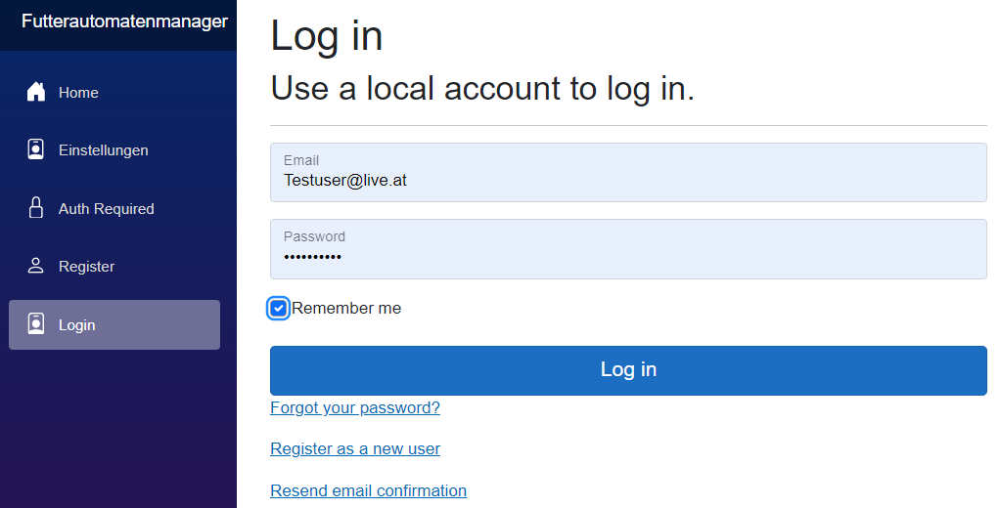 Futterautomatenmanager
Home
Einstellungen
Auth Required
Register
Login
Log in
Use a local account to log in.
Email
Testuser@live.at
Password
••••••••••
Remember me
Log in
Forgot your password?
Register as a new user
Resend email confirmation